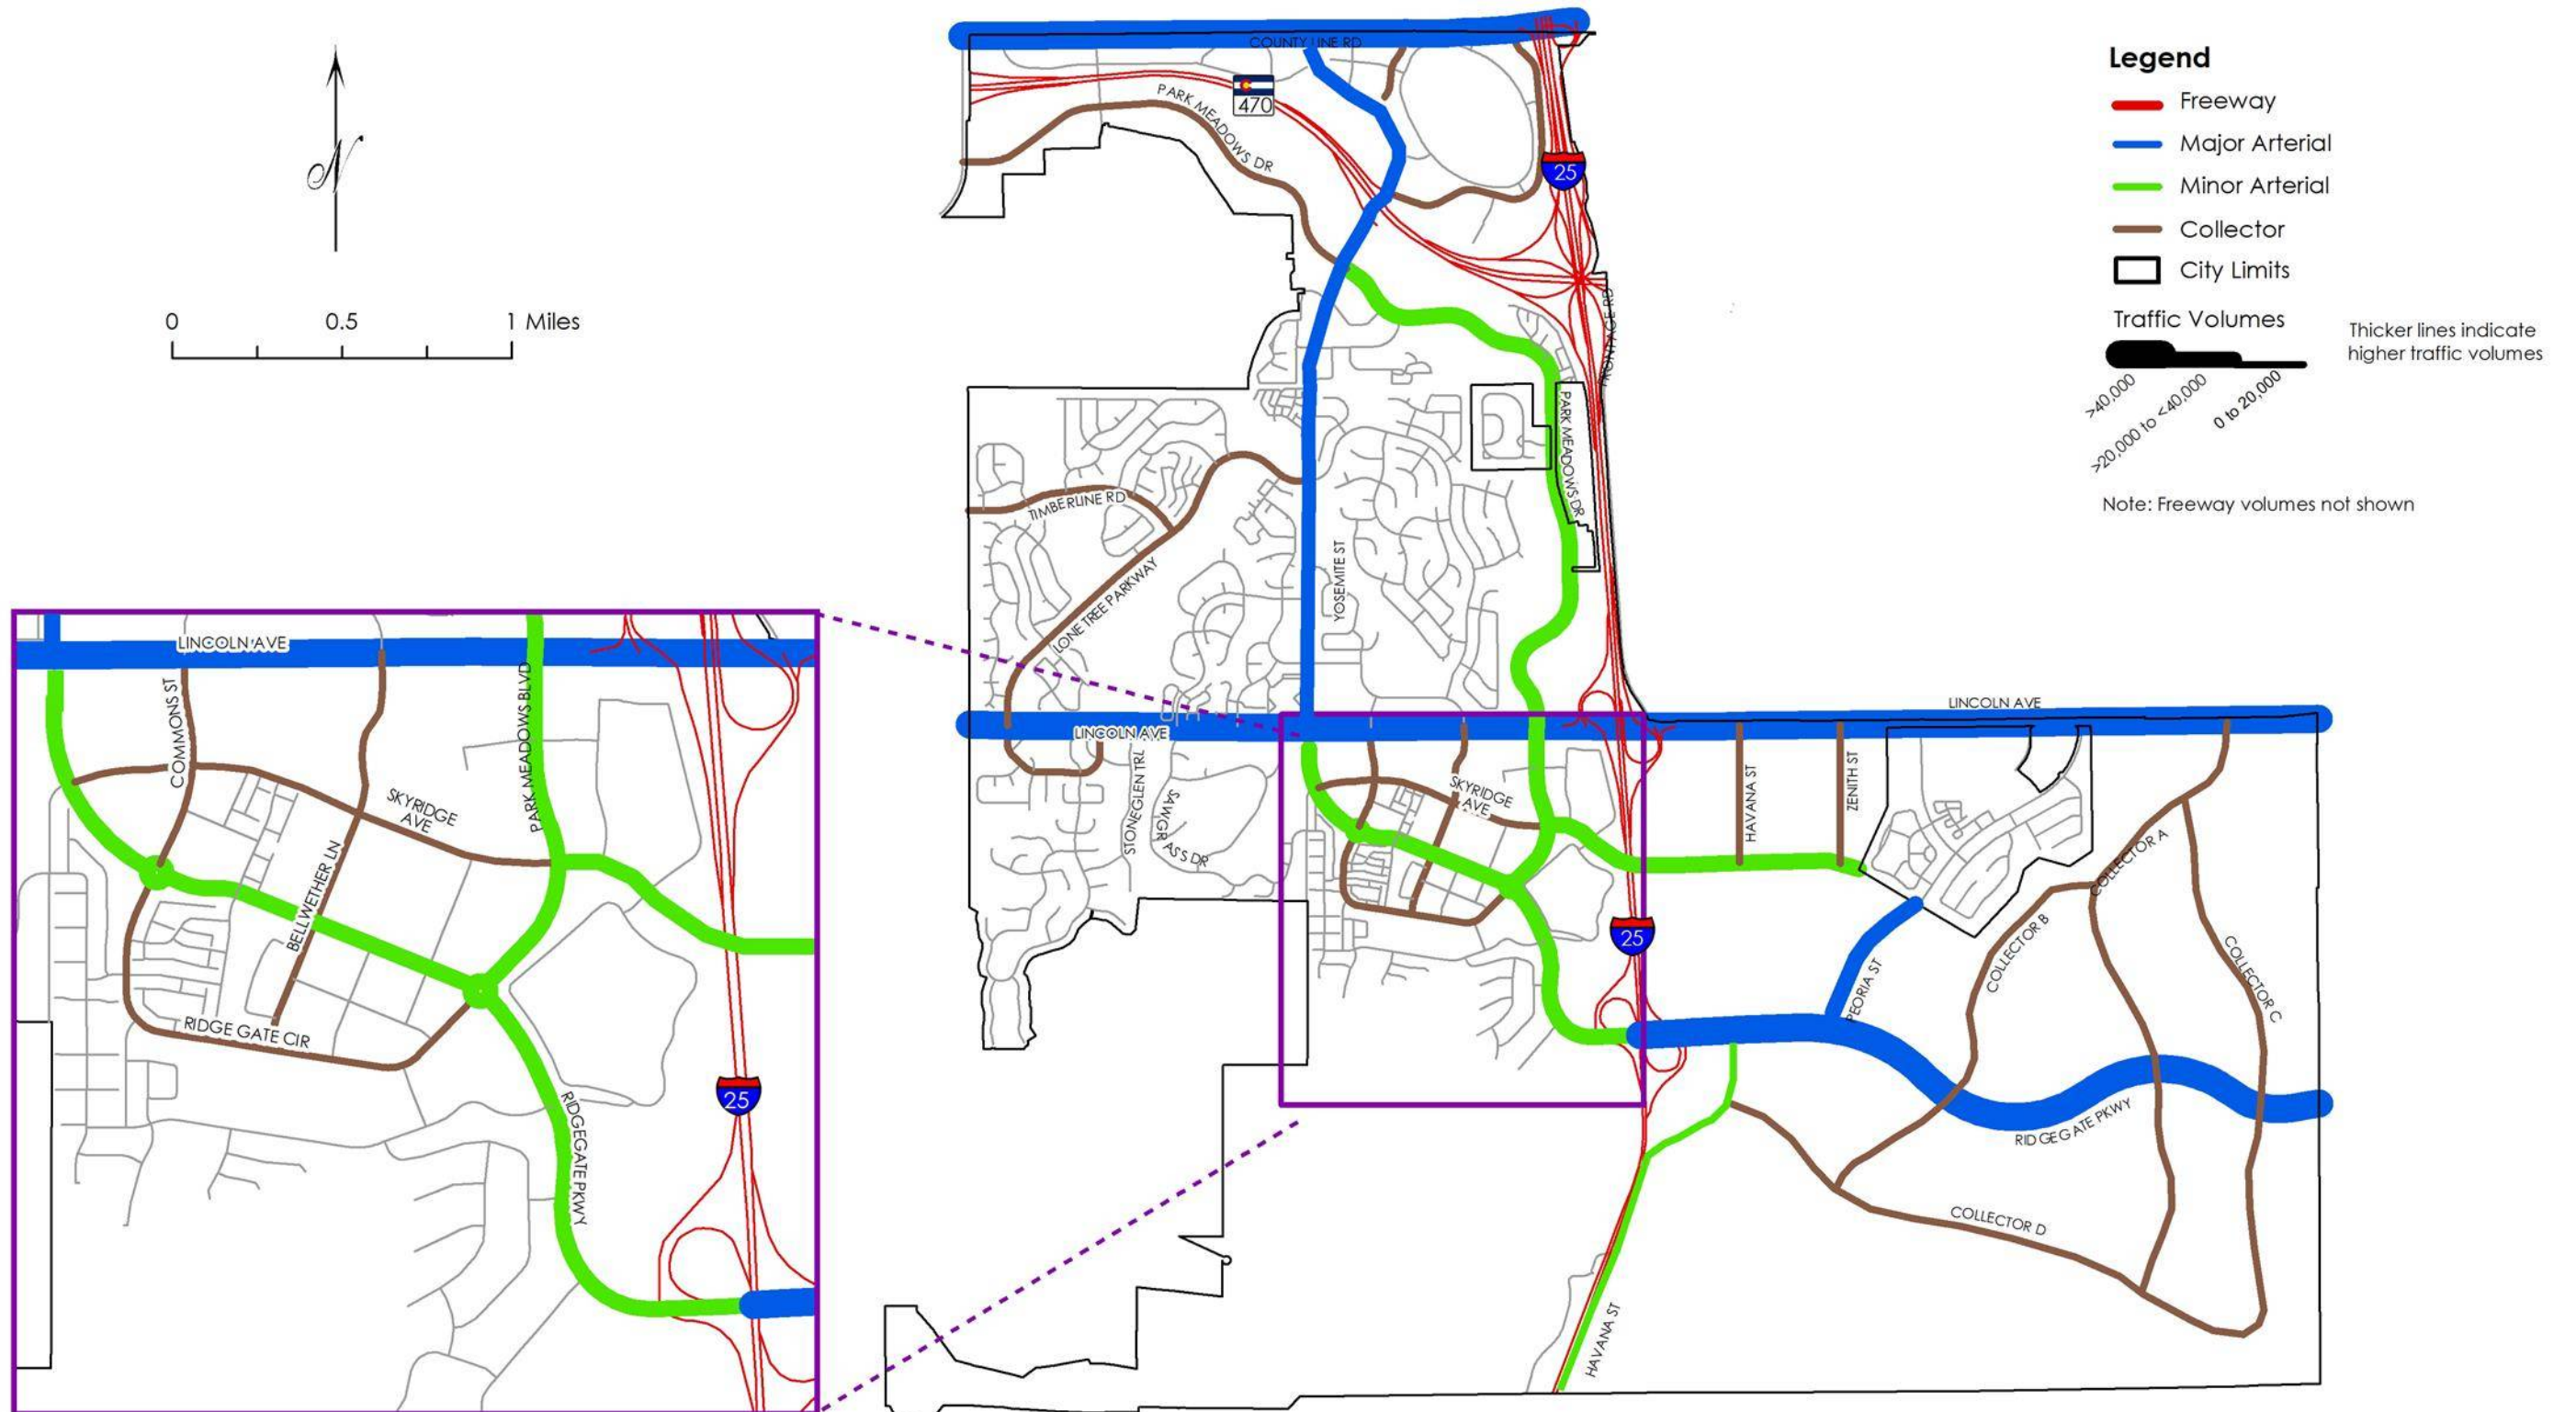 COUNTY LINE RD
470
PARK MEADOWS DR
25
FRONTAGE RD
PARK MEADOWS DR
TIMBERLINE RD
LONE TREE PARKWAY
YOSEMITE ST
LINCOLN AVE
LINCOLN AVE
STONEGLEN TRL
SAWGRASS DR
SKYRIDGE
AVE
HAVANA ST
ZENITH ST
25
PEORIA ST
COLLECTOR A
COLLECTOR B
COLLECTOR C
RIDGEGATE PKWY
COLLECTOR D
HAVANA ST
N
0 0.5 1 Miles
LINCOLN AVE
COMMONS ST
PARK MEADOWS BLVD
SKYRIDGE
AVE
BELLWETHER LN
RIDGE GATE CIR
RIDGEGATE PKWY
25
Legend
Freeway
Major Arterial
Minor Arterial
Collector
City Limits
Traffic Volumes
Thicker lines indicate
higher traffic volumes
>40,000
>20,000 to <40,000
0 to 20,000
Note: Freeway volumes not shown